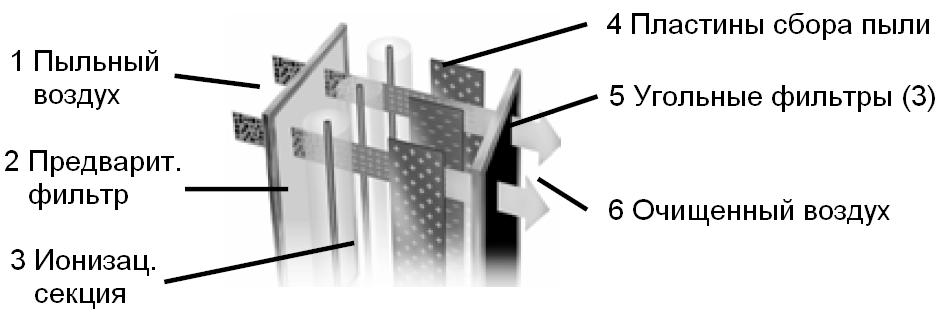 1 Пыльный
воздух
2 Предварит.
фильтр
3 Ионизац.
секция
4 Пластины сбора пыли
5 Угольные фильтры (3)
6 Очищенный воздух